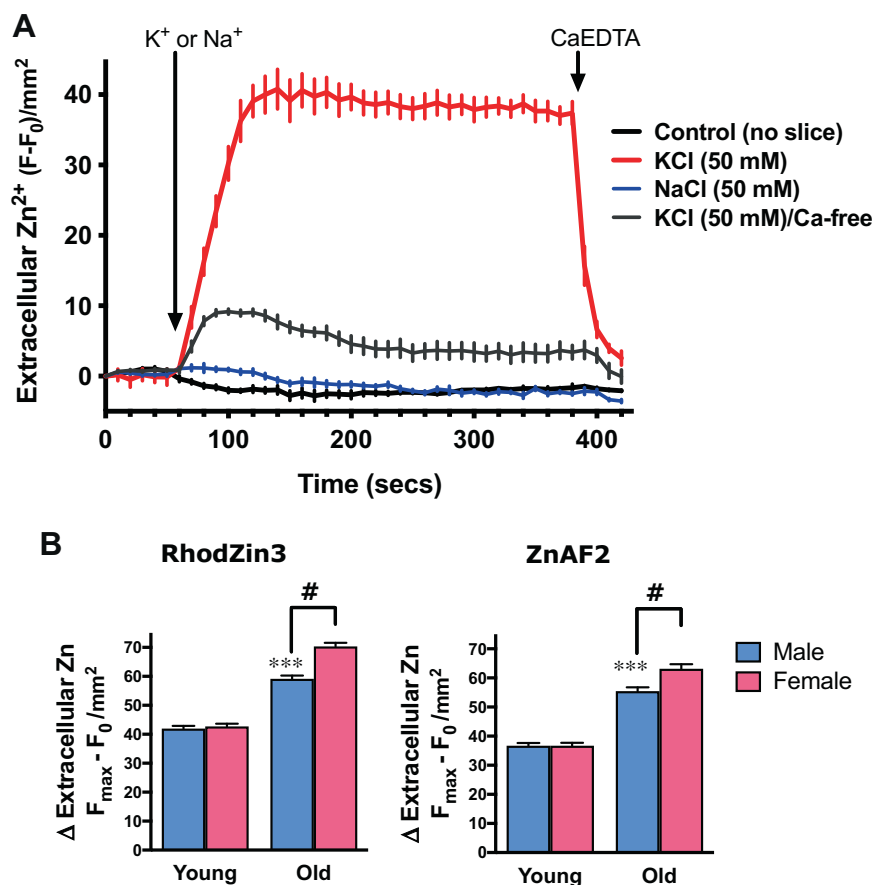 A
K⁺ or Na⁺
CaEDTA
Extracellular Zn²⁺ (F-F₀)/mm²
40
30
20
10
0
0
100
200
300
400
Time (secs)
Control (no slice)
KCl (50 mM)
NaCl (50 mM)
KCl (50 mM)/Ca-free
B
RhodZin3
Δ Extracellular Zn
Fmax - F₀ /mm²
70
60
50
40
30
20
10
0
***
#
Young
Old
ZnAF2
Δ Extracellular Zn
Fmax - F₀ /mm²
70
60
50
40
30
20
10
0
***
#
Young
Old
Male
Female